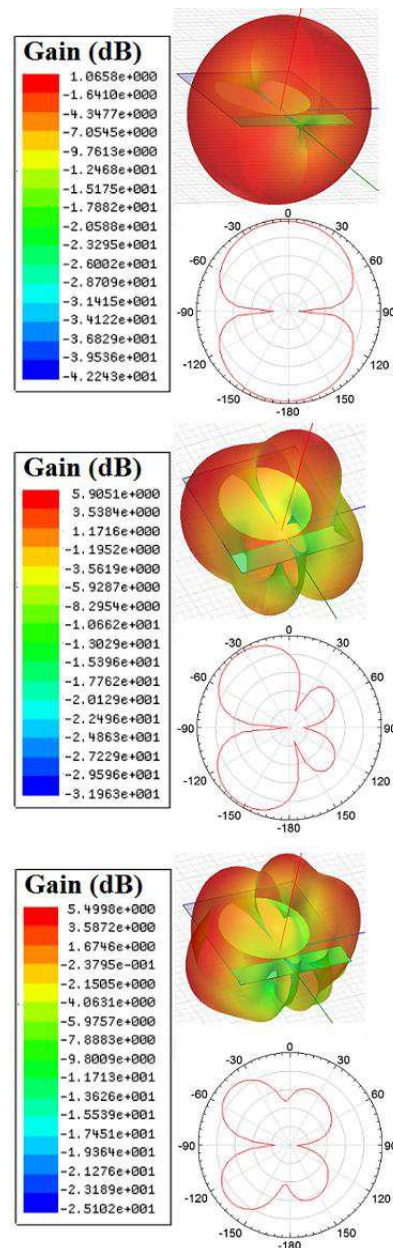 Gain (dB)
1.0658e+000
-1.6410e+000
-4.3477e+000
-7.0545e+000
-9.7613e+000
-1.2468e+001
-1.5175e+001
-1.7882e+001
-2.0588e+001
-2.3295e+001
-2.6002e+001
-2.8709e+001
-3.1415e+001
-3.4122e+001
-3.6829e+001
-3.9536e+001
-4.2243e+001
0
-30 30
-60 60
-90 90
-120 120
-150 150
-180
Gain (dB)
5.9051e+000
3.5384e+000
1.1716e+000
-1.1952e+000
-3.5619e+000
-5.9287e+000
-8.2954e+000
-1.0662e+001
-1.3029e+001
-1.5396e+001
-1.7762e+001
-2.0129e+001
-2.2496e+001
-2.4863e+001
-2.7229e+001
-2.9596e+001
-3.1963e+001
0
-30 30
-60 60
-90 90
-120 120
-150 150
-180
Gain (dB)
5.4998e+000
3.5872e+000
1.6746e+000
-2.3795e-001
-2.1505e+000
-4.0631e+000
-5.9757e+000
-7.8883e+000
-9.8009e+000
-1.1713e+001
-1.3626e+001
-1.5539e+001
-1.7451e+001
-1.9364e+001
-2.1276e+001
-2.3189e+001
-2.5102e+001
0
-30 30
-60 60
-90 90
-120 120
-150 150
-180